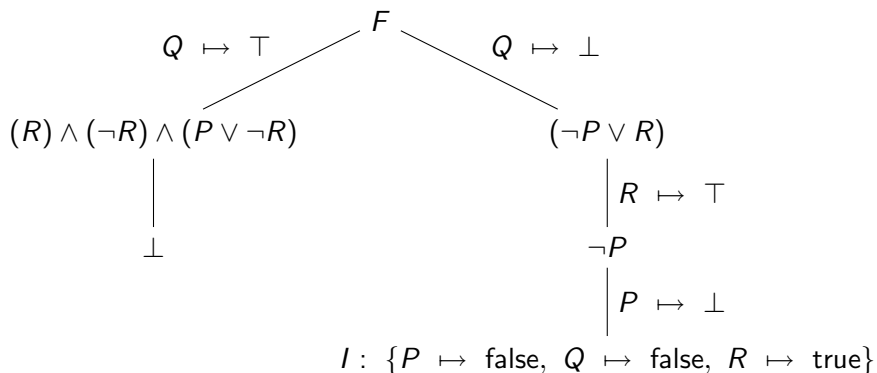 F
Q ↦ ⊤ Q ↦ ⊥
(R) ∧ (¬R) ∧ (P ∨ ¬R) (¬P ∨ R)
R ↦ ⊤
⊥ ¬P
P ↦ ⊥
I : {P ↦ false, Q ↦ false, R ↦ true}